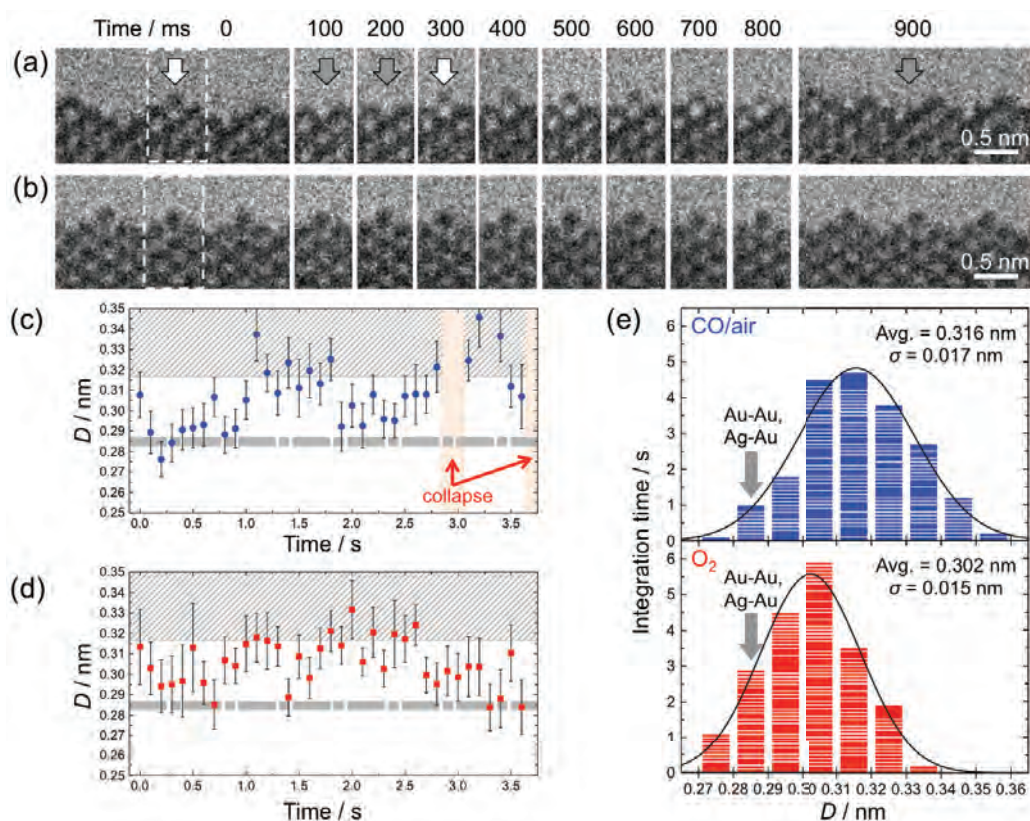 Time / ms 0 100 200 300 400 500 600 700 800 900
(a)
0.5 nm
(b)
0.5 nm
(c)
0.35
0.34
0.33
0.32
0.31
0.30
0.29
0.28
0.27
0.26
0.25
D / nm
collapse
0.0 0.5 1.0 1.5 2.0 2.5 3.0 3.5
Time / s
(d)
0.35
0.34
0.33
0.32
0.31
0.30
0.29
0.28
0.27
0.26
0.25
D / nm
0.0 0.5 1.0 1.5 2.0 2.5 3.0 3.5
Time / s
(e)
CO/air
Avg. = 0.316 nm
σ = 0.017 nm
Au-Au,
Ag-Au
6
5
4
3
2
1
0
Integration time / s
O₂
Avg. = 0.302 nm
σ = 0.015 nm
Au-Au,
Ag-Au
6
5
4
3
2
1
0
0.27 0.28 0.29 0.30 0.31 0.32 0.33 0.34 0.35 0.36
D / nm